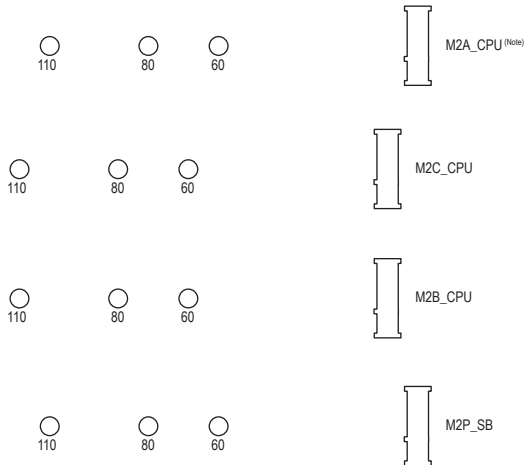 M2A_CPU (Note)
110 80 60
M2C_CPU
110 80 60
M2B_CPU
110 80 60
M2P_SB
110 80 60